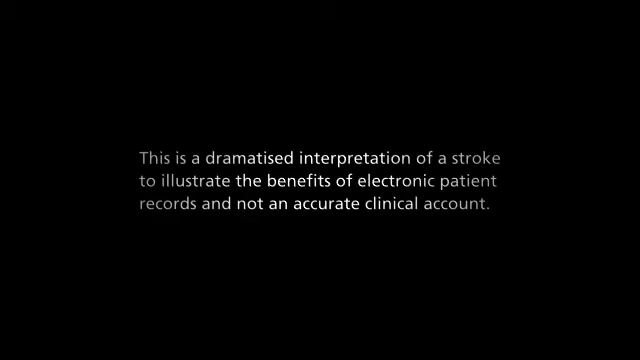 This is a dramatised interpretation of a stroke
to illustrate the benefits of electronic patient
records and not an accurate clinical account.